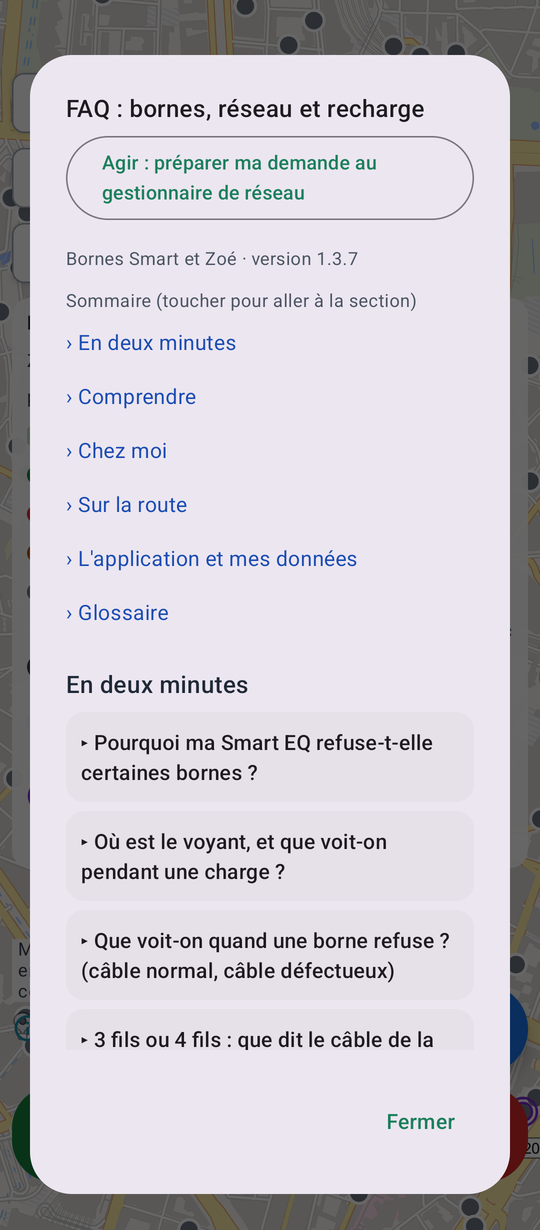 FAQ : bornes, réseau et recharge
Agir : préparer ma demande au
gestionnaire de réseau
Bornes Smart et Zoé · version 1.3.7
Sommaire (toucher pour aller à la section)
› En deux minutes
› Comprendre
› Chez moi
› Sur la route
› L'application et mes données
› Glossaire
En deux minutes
▸ Pourquoi ma Smart EQ refuse-t-elle
certaines bornes ?
▸ Où est le voyant, et que voit-on
pendant une charge ?
▸ Que voit-on quand une borne refuse ?
(câble normal, câble défectueux)
▸ 3 fils ou 4 fils : que dit le câble de la
Fermer
20